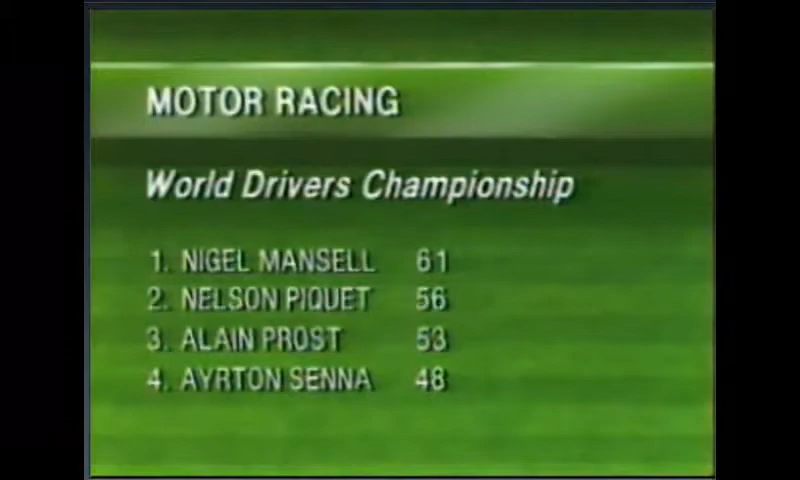 MOTOR RACING
World Drivers Championship
1. NIGEL MANSELL 61
2. NELSON PIQUET 56
3. ALAIN PROST 53
4. AYRTON SENNA 48